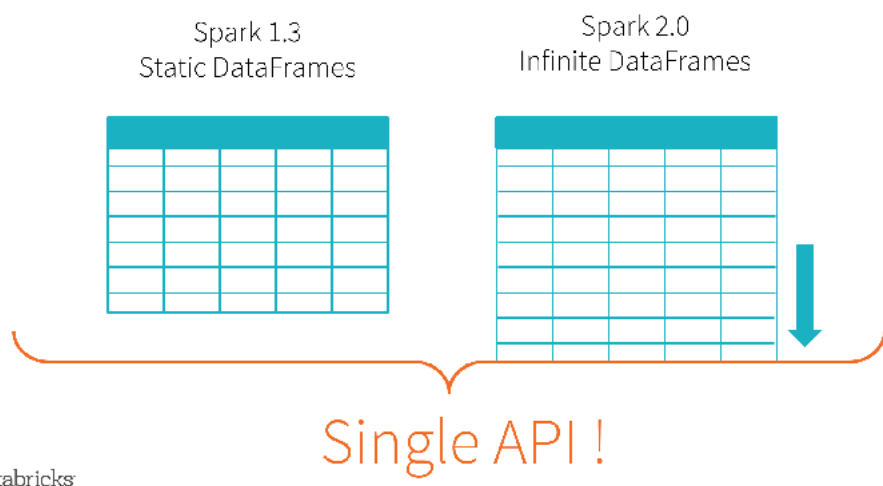 Spark 1.3
Static DataFrames
Spark 2.0
Infinite DataFrames
Single API !
tabricks